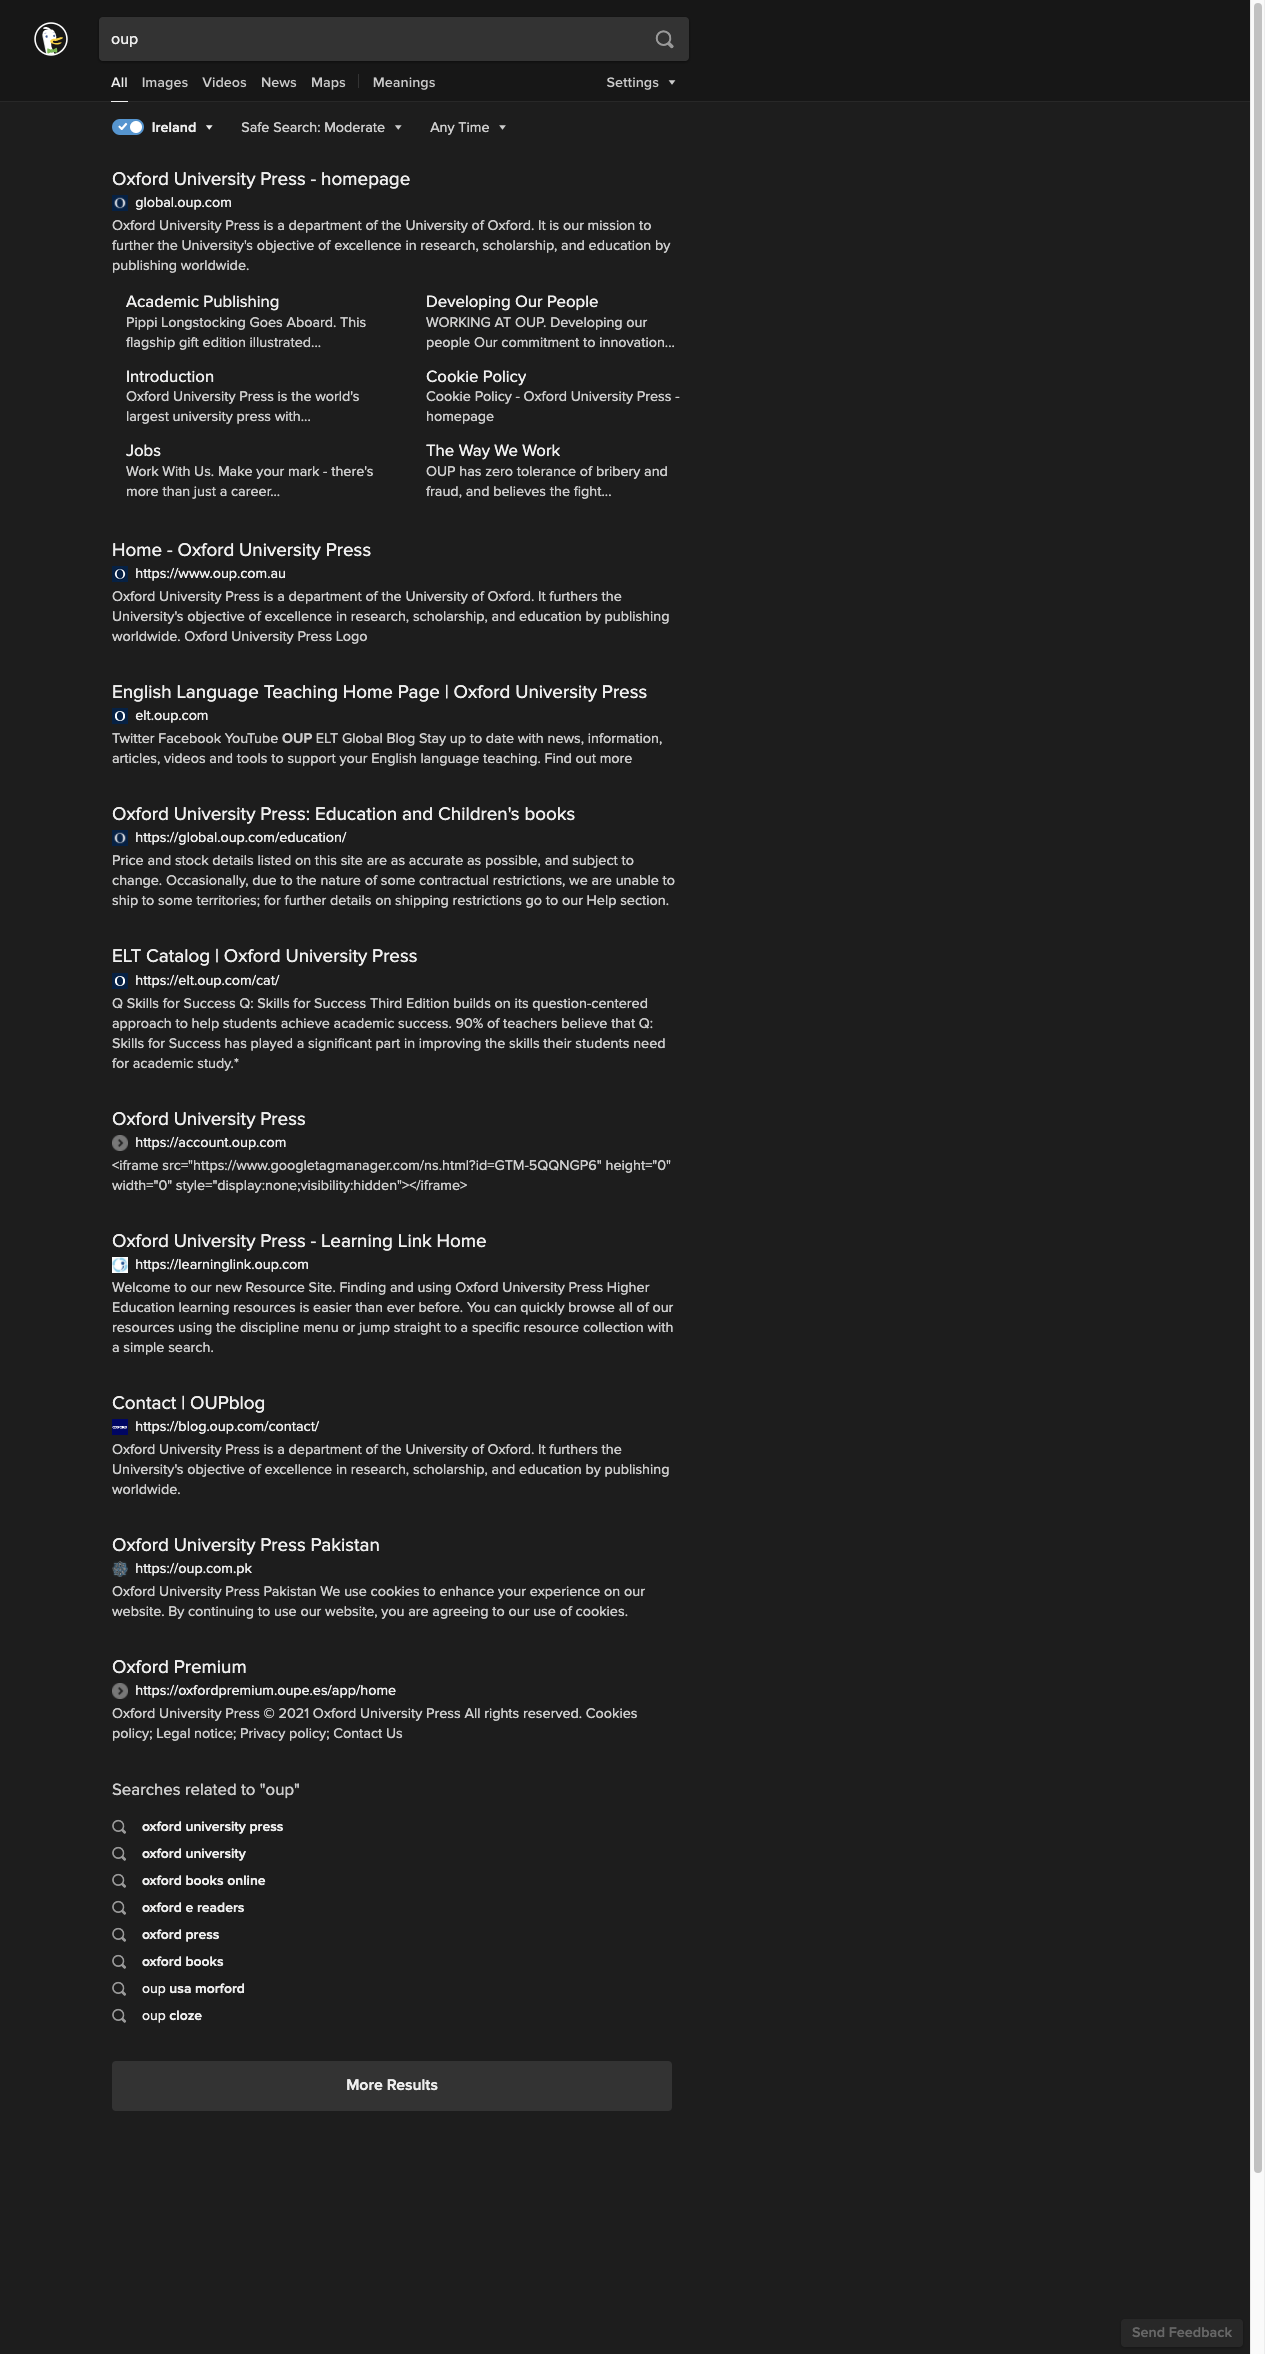 oup
All Images Videos News Maps Meanings Settings
Ireland Safe Search: Moderate Any Time
Oxford University Press - homepage
global.oup.com
Oxford University Press is a department of the University of Oxford. It is our mission to
further the University's objective of excellence in research, scholarship, and education by
publishing worldwide.
Academic Publishing
Pippi Longstocking Goes Aboard. This
flagship gift edition illustrated...
Developing Our People
WORKING AT OUP. Developing our
people Our commitment to innovation...
Introduction
Oxford University Press is the world's
largest university press with...
Cookie Policy
Cookie Policy - Oxford University Press -
homepage
Jobs
Work With Us. Make your mark - there's
more than just a career...
The Way We Work
OUP has zero tolerance of bribery and
fraud, and believes the fight...
Home - Oxford University Press
https://www.oup.com.au
Oxford University Press is a department of the University of Oxford. It furthers the
University's objective of excellence in research, scholarship, and education by publishing
worldwide. Oxford University Press Logo
English Language Teaching Home Page | Oxford University Press
elt.oup.com
Twitter Facebook YouTube OUP ELT Global Blog Stay up to date with news, information,
articles, videos and tools to support your English language teaching. Find out more
Oxford University Press: Education and Children's books
https://global.oup.com/education/
Price and stock details listed on this site are as accurate as possible, and subject to
change. Occasionally, due to the nature of some contractual restrictions, we are unable to
ship to some territories; for further details on shipping restrictions go to our Help section.
ELT Catalog | Oxford University Press
https://elt.oup.com/cat/
Q Skills for Success Q: Skills for Success Third Edition builds on its question-centered
approach to help students achieve academic success. 90% of teachers believe that Q:
Skills for Success has played a significant part in improving the skills their students need
for academic study.*
Oxford University Press
https://account.oup.com
<iframe src="https://www.googletagmanager.com/ns.html?id=GTM-5QQNGP6" height="0"
width="0" style="display:none;visibility:hidden"></iframe>
Oxford University Press - Learning Link Home
https://learninglink.oup.com
Welcome to our new Resource Site. Finding and using Oxford University Press Higher
Education learning resources is easier than ever before. You can quickly browse all of our
resources using the discipline menu or jump straight to a specific resource collection with
a simple search.
Contact | OUPblog
https://blog.oup.com/contact/
Oxford University Press is a department of the University of Oxford. It furthers the
University's objective of excellence in research, scholarship, and education by publishing
worldwide.
Oxford University Press Pakistan
https://oup.com.pk
Oxford University Press Pakistan We use cookies to enhance your experience on our
website. By continuing to use our website, you are agreeing to our use of cookies.
Oxford Premium
https://oxfordpremium.oupe.es/app/home
Oxford University Press © 2021 Oxford University Press All rights reserved. Cookies
policy; Legal notice; Privacy policy; Contact Us
Searches related to "oup"
oxford university press
oxford university
oxford books online
oxford e readers
oxford press
oxford books
oup usa morford
oup cloze
More Results
Send Feedback